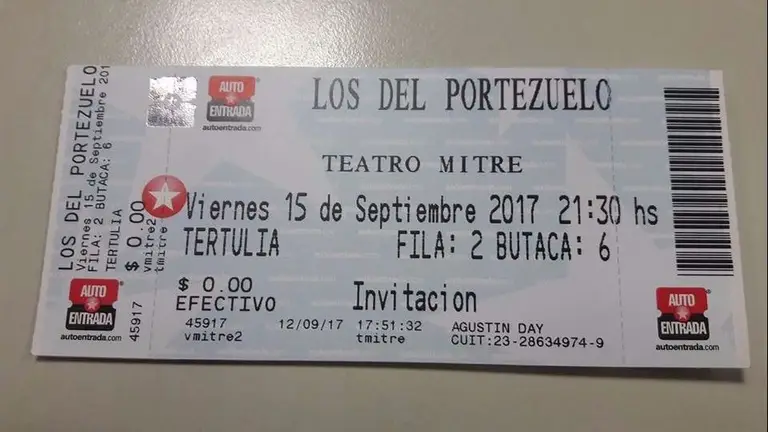 LOS DEL PORTEZUELO
Viernes 15 de Septiembre 201
FILA: 2 BUTACA: 6
TERTULIA
$ 0.00
vmitre2
tmitre
45917
AUTO
ENTRADA
autoentrada.com
AUTO
ENTRADA
autoentrada.com
LOS DEL PORTEZUELO
TEATRO MITRE
Viernes 15 de Septiembre 2017 21:30 hs
TERTULIA FILA: 2 BUTACA: 6
$ 0.00
EFECTIVO Invitacion
45917 12/09/17 17:51:32 AGUSTIN DAY
vmitre2 tmitre CUIT:23-28634974-9
AUTO
ENTRADA
autoentrada.com